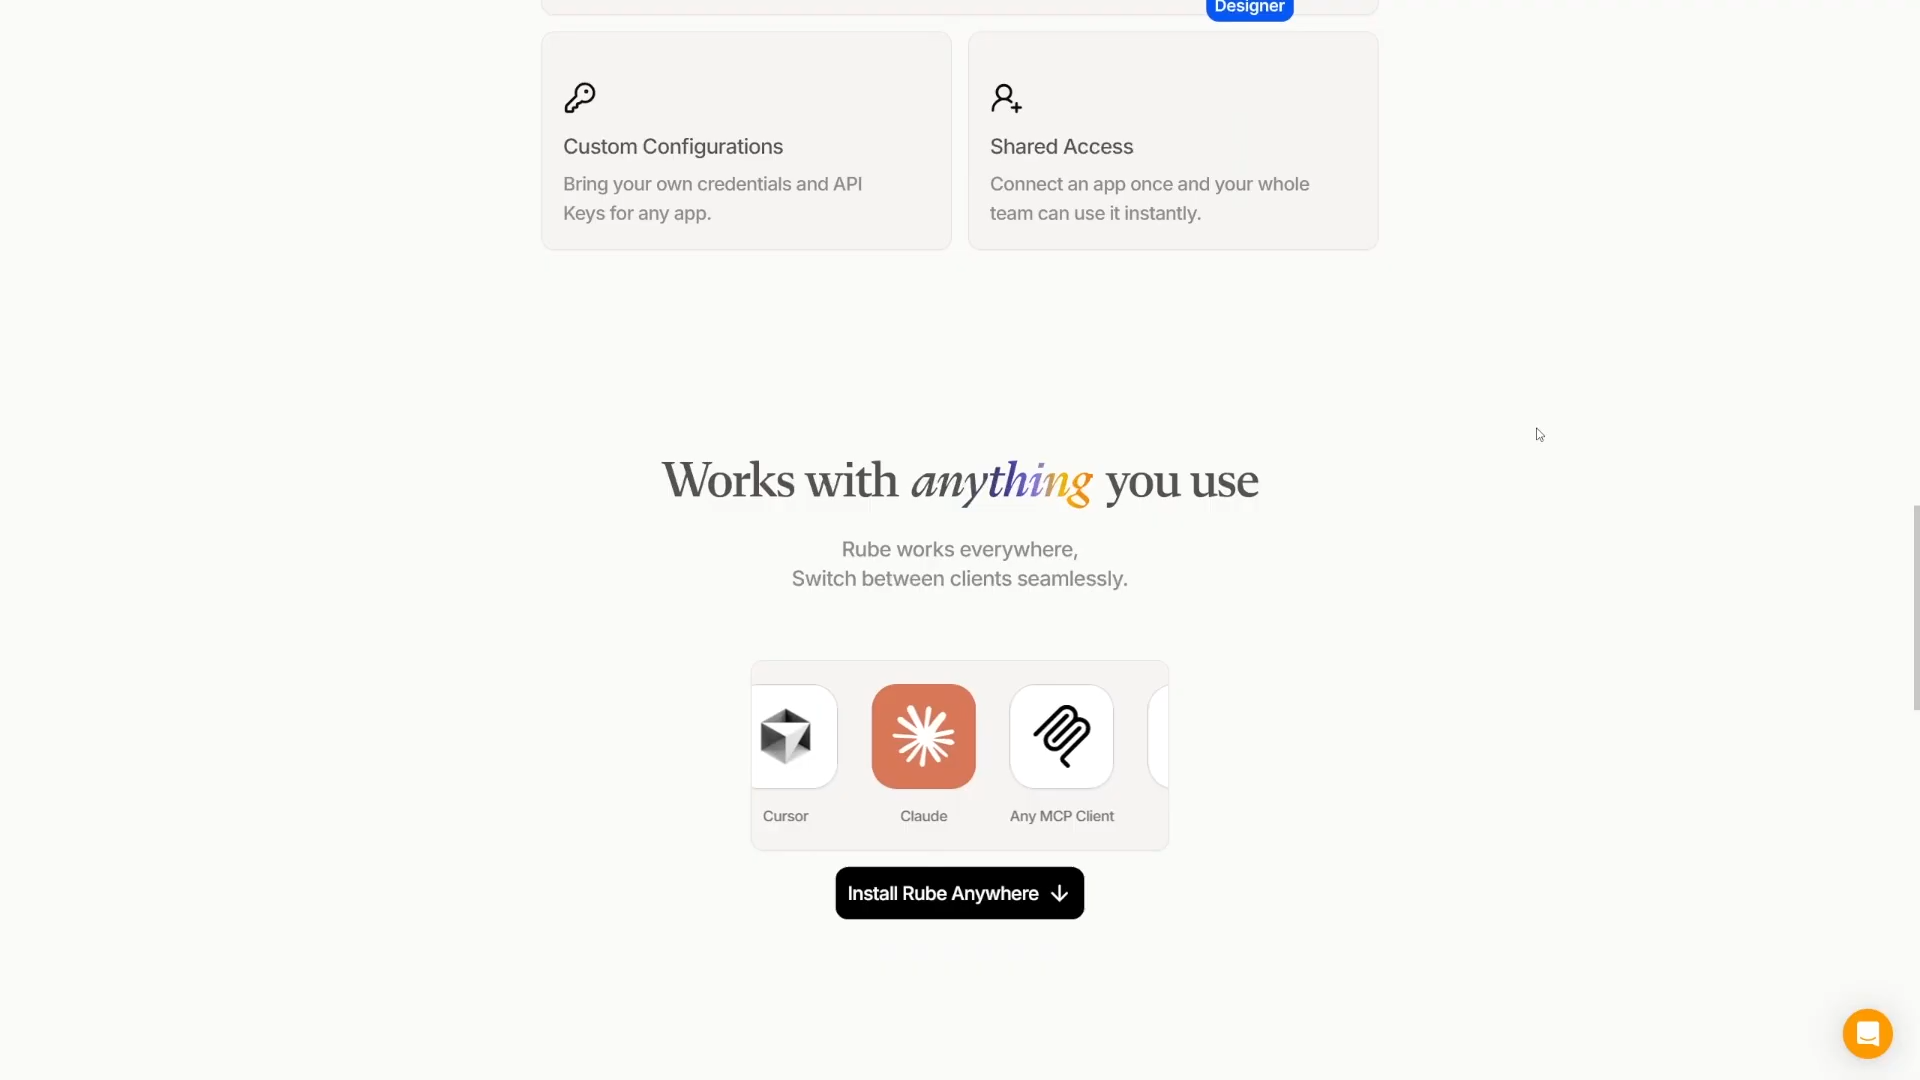 Designer
Custom Configurations
Bring your own credentials and API
Keys for any app.
Shared Access
Connect an app once and your whole
team can use it instantly.
Works with anything you use
Rube works everywhere,
Switch between clients seamlessly.
Cursor
Claude
Any MCP Client
Install Rube Anywhere